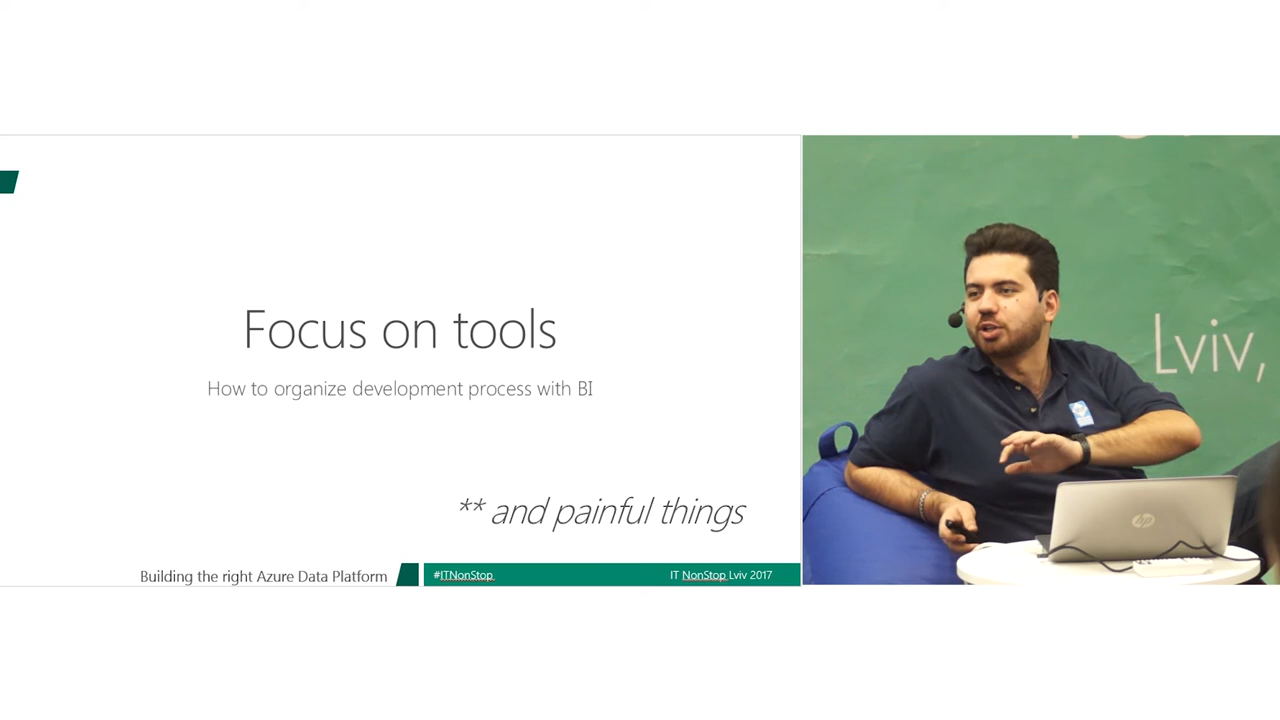 Focus on tools
How to organize development process with BI
** and painful things
Building the right Azure Data Platform
#ITNonStop
IT NonStop Lviv 2017
Lviv,
hp